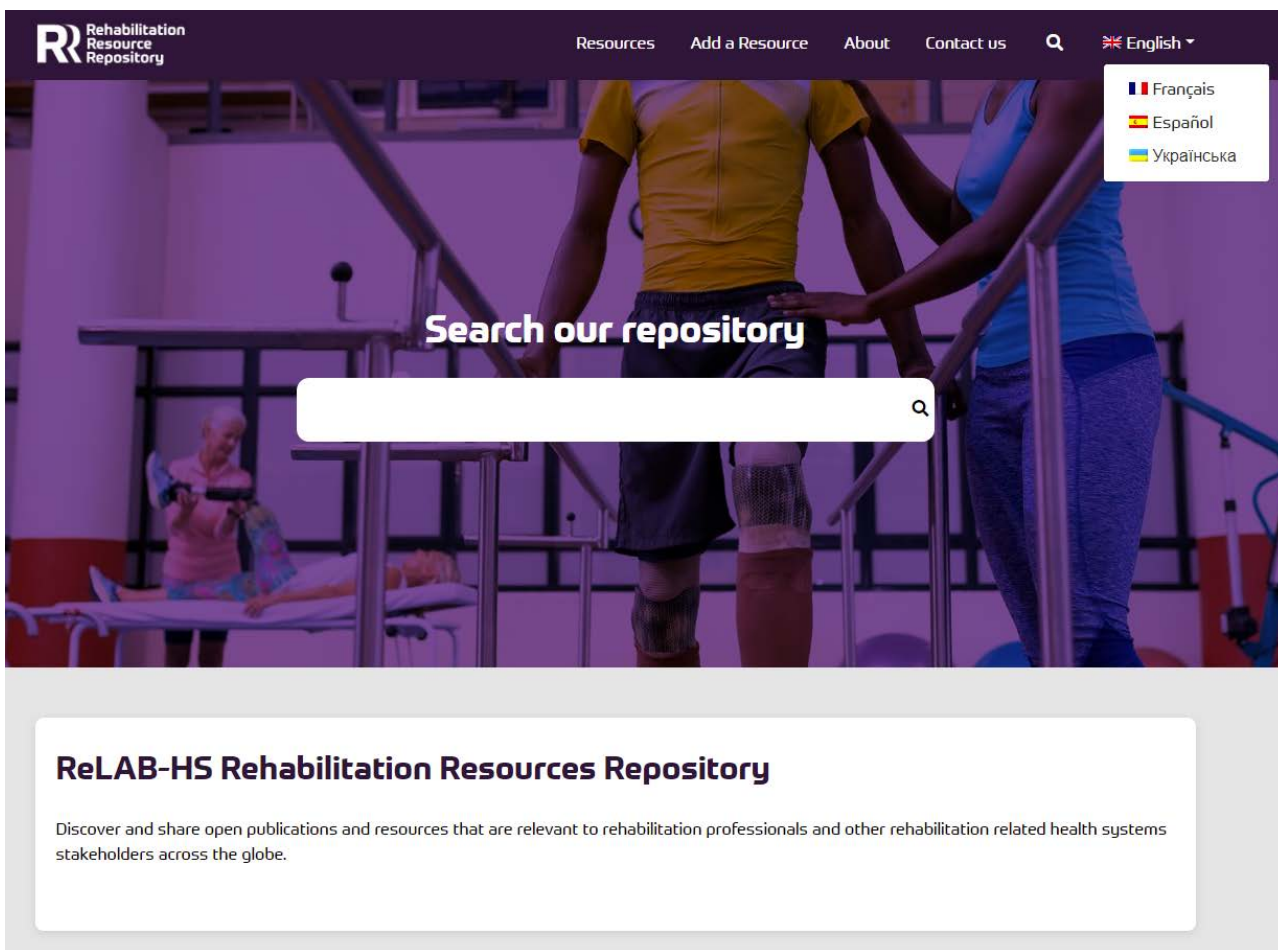 Rehabilitation
Resource
Repository
Resources Add a Resource About Contact us English
Français
Español
Українська
Search our repository
ReLAB-HS Rehabilitation Resources Repository
Discover and share open publications and resources that are relevant to rehabilitation professionals and other rehabilitation related health systems
stakeholders across the globe.